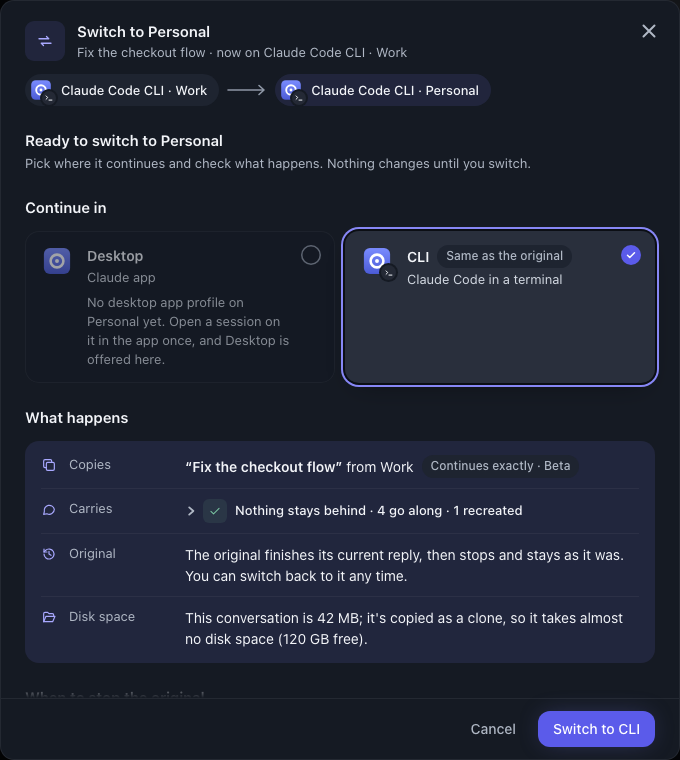 Switch to Personal
Fix the checkout flow · now on Claude Code CLI · Work
Claude Code CLI · Work
Claude Code CLI · Personal
Ready to switch to Personal
Pick where it continues and check what happens. Nothing changes until you switch.
Continue in
Desktop
Claude app
No desktop app profile on
Personal yet. Open a session on
it in the app once, and Desktop is
offered here.
CLI Same as the original
Claude Code in a terminal
What happens
Copies
“Fix the checkout flow” from Work Continues exactly · Beta
Carries
Nothing stays behind · 4 go along · 1 recreated
Original
The original finishes its current reply, then stops and stays as it was.
You can switch back to it any time.
Disk space
This conversation is 42 MB; it's copied as a clone, so it takes almost
no disk space (120 GB free).
When to stop the original
Cancel
Switch to CLI